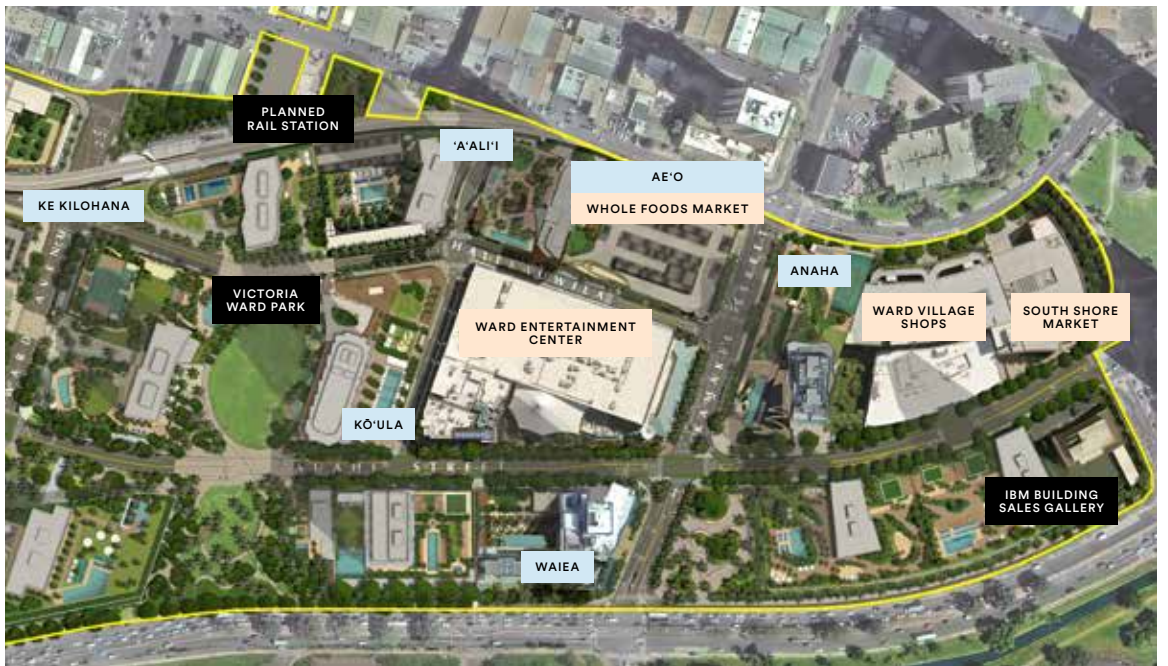 PLANNED
RAIL STATION
ʻAʻALIʻI
AEʻO
KE KILOHANA
WHOLE FOODS MARKET
ANAHA
VICTORIA
WARD PARK
WARD ENTERTAINMENT
CENTER
WARD VILLAGE
SHOPS
SOUTH SHORE
MARKET
KŌʻULA
STREET
IBM BUILDING
SALES GALLERY
WAIEA